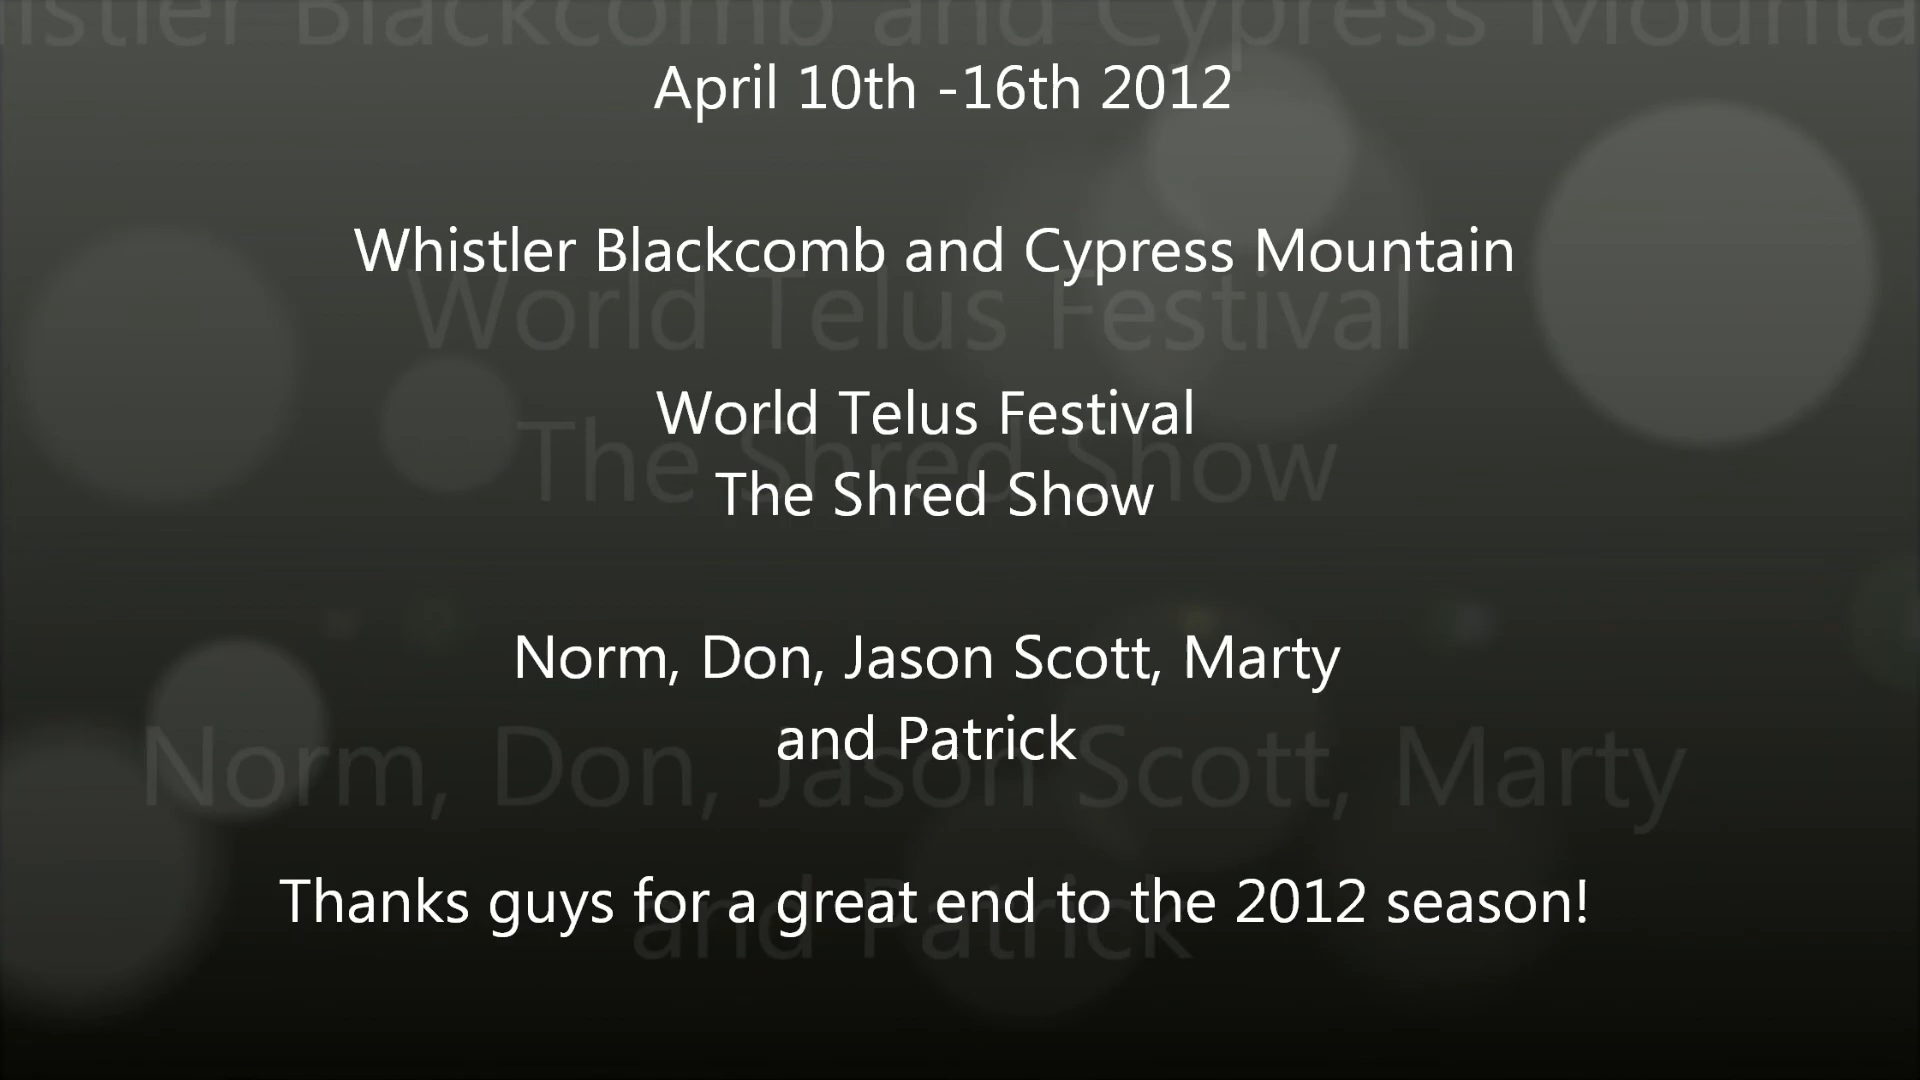 April 10th -16th 2012
Whistler Blackcomb and Cypress Mountain
World Telus Festival
The Shred Show
Norm, Don, Jason Scott, Marty
and Patrick
Thanks guys for a great end to the 2012 season!